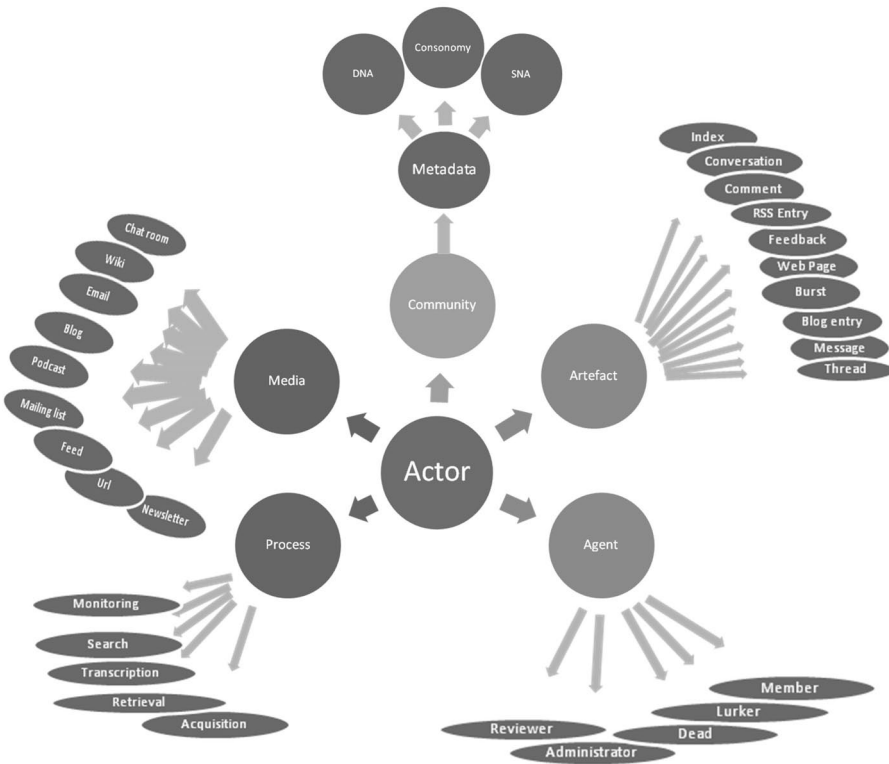 Consonomy
DNA
SNA
Metadata
Index
Conversation
Comment
RSS Entry
Feedback
Web Page
Burst
Blog entry
Message
Thread
Chat room
Wiki
Email
Blog
Podcast
Mailing list
Feed
Url
Newsletter
Community
Media
Artefact
Actor
Process
Agent
Monitoring
Search
Transcription
Retrieval
Acquisition
Member
Lurker
Dead
Reviewer
Administrator